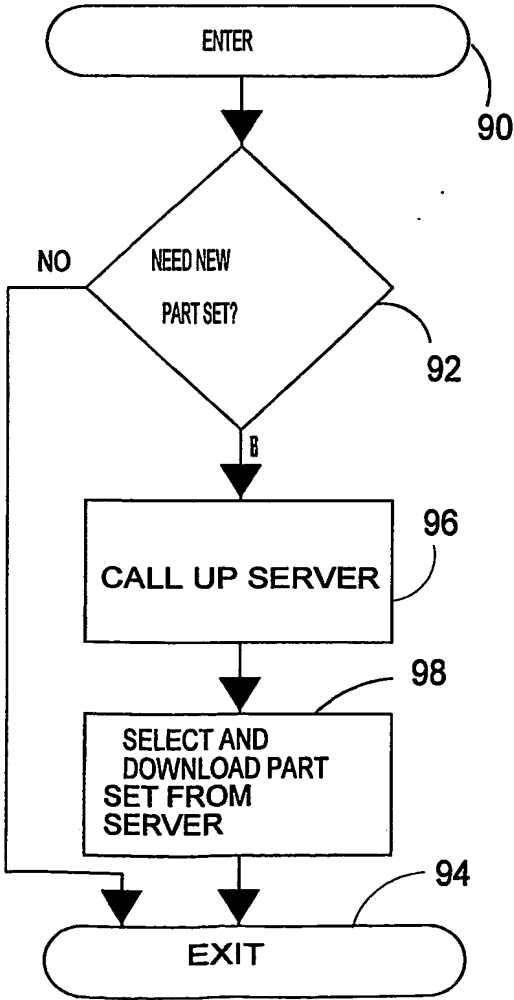 ENTER
90
NO
NEED NEW
PART SET?
92
96
CALL UP SERVER
98
SELECT AND
DOWNLOAD PART
SET FROM
SERVER
94
EXIT